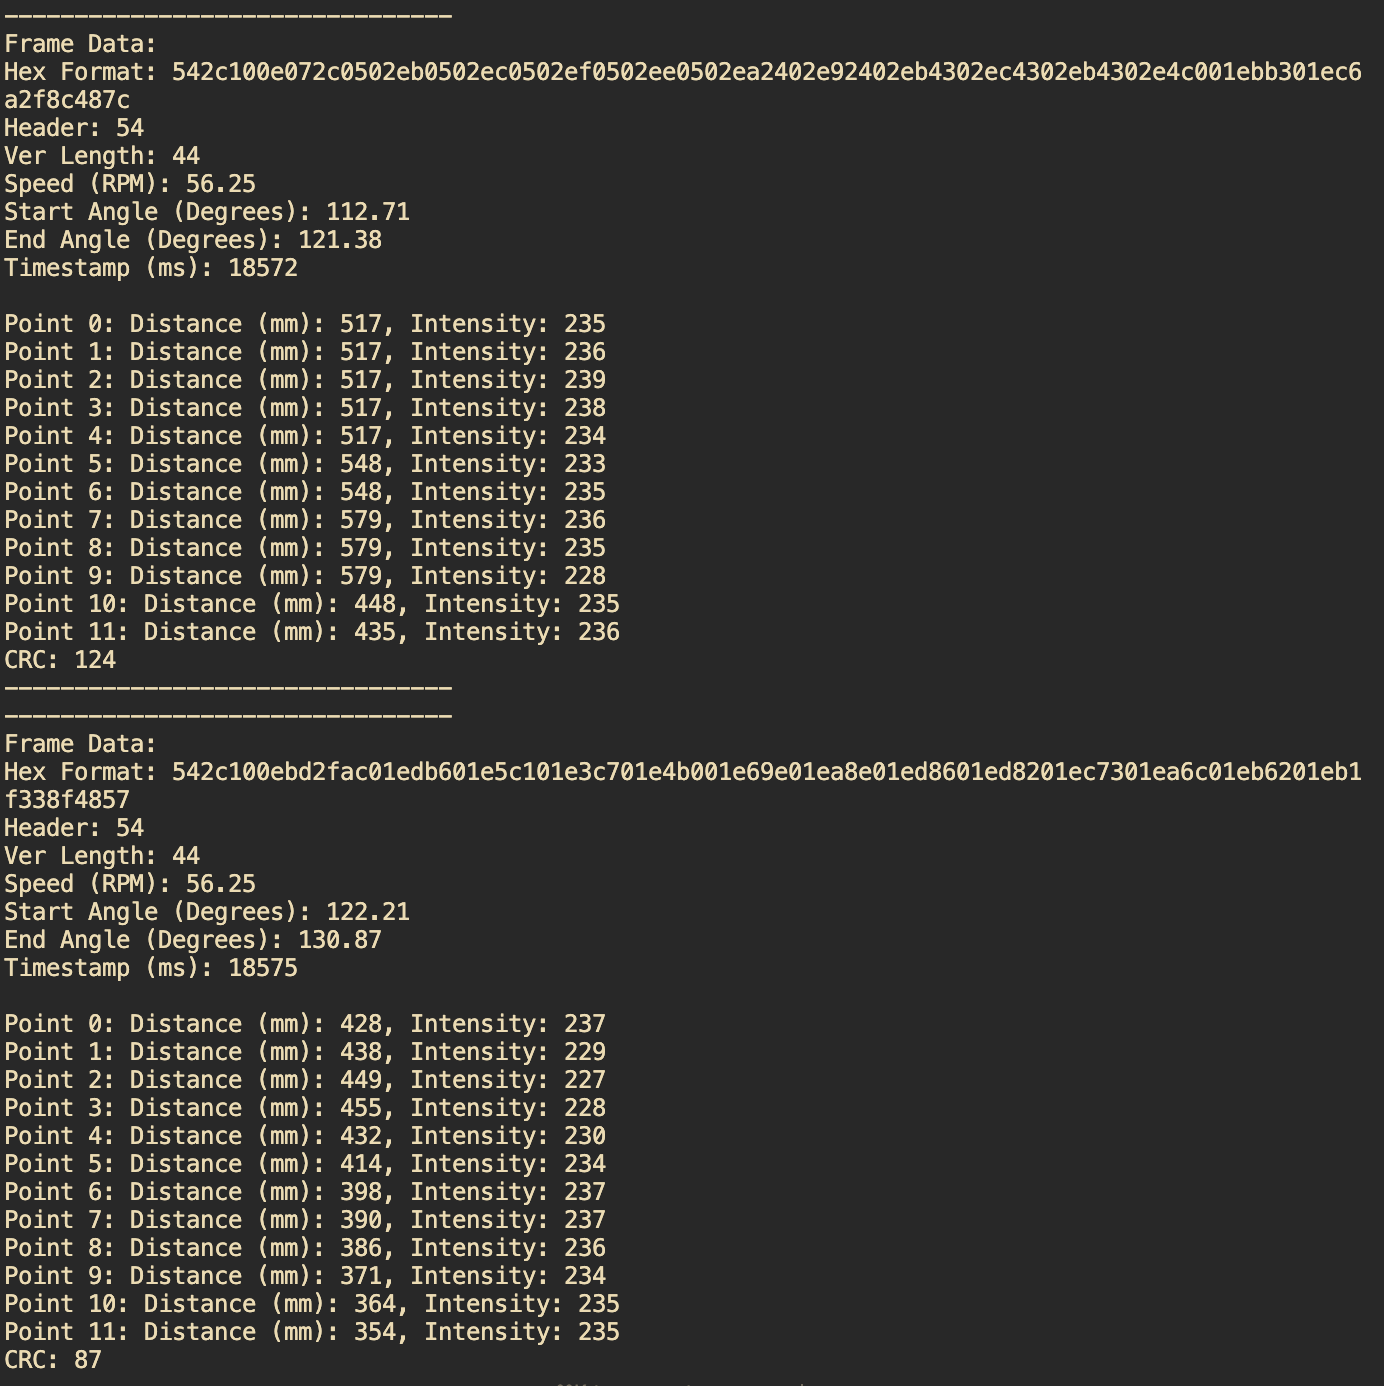 --------------------------------
Frame Data:
Hex Format: 542c100e072c0502eb0502ec0502ef0502ee0502ea2402e92402eb4302ec4302eb4302e4c001ebb301ec6
a2f8c487c
Header: 54
Ver Length: 44
Speed (RPM): 56.25
Start Angle (Degrees): 112.71
End Angle (Degrees): 121.38
Timestamp (ms): 18572
Point 0: Distance (mm): 517, Intensity: 235
Point 1: Distance (mm): 517, Intensity: 236
Point 2: Distance (mm): 517, Intensity: 239
Point 3: Distance (mm): 517, Intensity: 238
Point 4: Distance (mm): 517, Intensity: 234
Point 5: Distance (mm): 548, Intensity: 233
Point 6: Distance (mm): 548, Intensity: 235
Point 7: Distance (mm): 579, Intensity: 236
Point 8: Distance (mm): 579, Intensity: 235
Point 9: Distance (mm): 579, Intensity: 228
Point 10: Distance (mm): 448, Intensity: 235
Point 11: Distance (mm): 435, Intensity: 236
CRC: 124
--------------------------------
--------------------------------
Frame Data:
Hex Format: 542c100ebd2fac01edb601e5c101e3c701e4b001e69e01ea8e01ed8601ed8201ec7301ea6c01eb6201eb1
f338f4857
Header: 54
Ver Length: 44
Speed (RPM): 56.25
Start Angle (Degrees): 122.21
End Angle (Degrees): 130.87
Timestamp (ms): 18575
Point 0: Distance (mm): 428, Intensity: 237
Point 1: Distance (mm): 438, Intensity: 229
Point 2: Distance (mm): 449, Intensity: 227
Point 3: Distance (mm): 455, Intensity: 228
Point 4: Distance (mm): 432, Intensity: 230
Point 5: Distance (mm): 414, Intensity: 234
Point 6: Distance (mm): 398, Intensity: 237
Point 7: Distance (mm): 390, Intensity: 237
Point 8: Distance (mm): 386, Intensity: 236
Point 9: Distance (mm): 371, Intensity: 234
Point 10: Distance (mm): 364, Intensity: 235
Point 11: Distance (mm): 354, Intensity: 235
CRC: 87